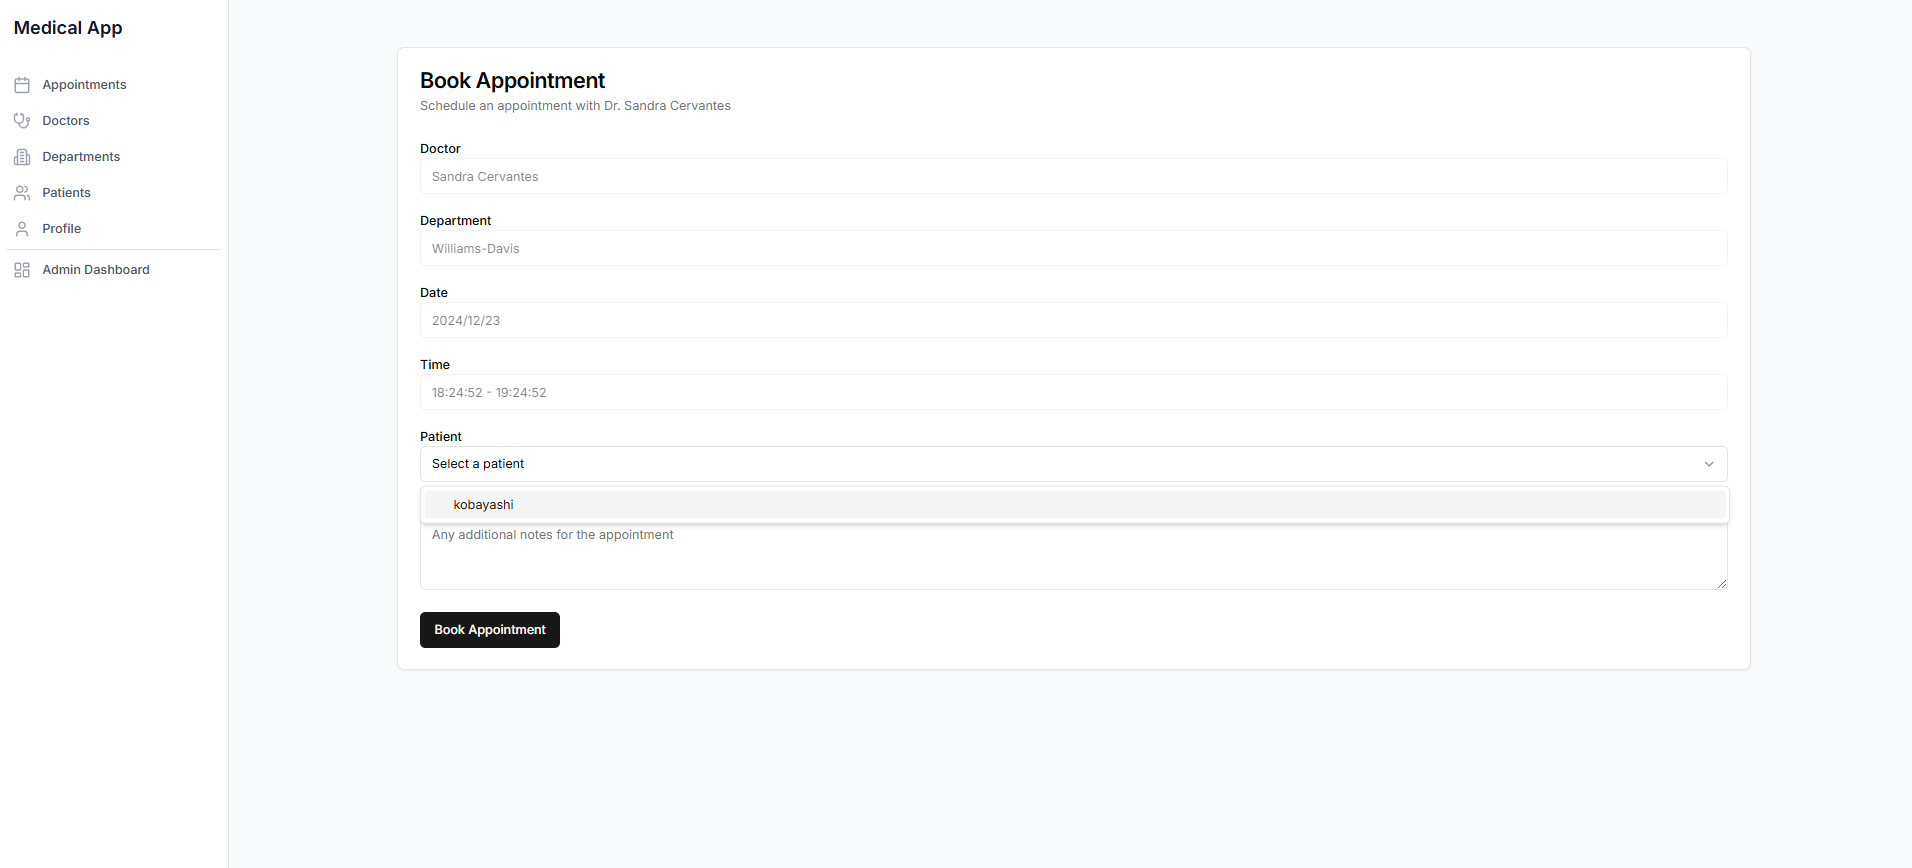 Medical App
Appointments
Doctors
Departments
Patients
Profile
Admin Dashboard
Book Appointment
Schedule an appointment with Dr. Sandra Cervantes
Doctor
Sandra Cervantes
Department
Williams-Davis
Date
2024/12/23
Time
18:24:52 - 19:24:52
Patient
Select a patient
kobayashi
Any additional notes for the appointment
Book Appointment